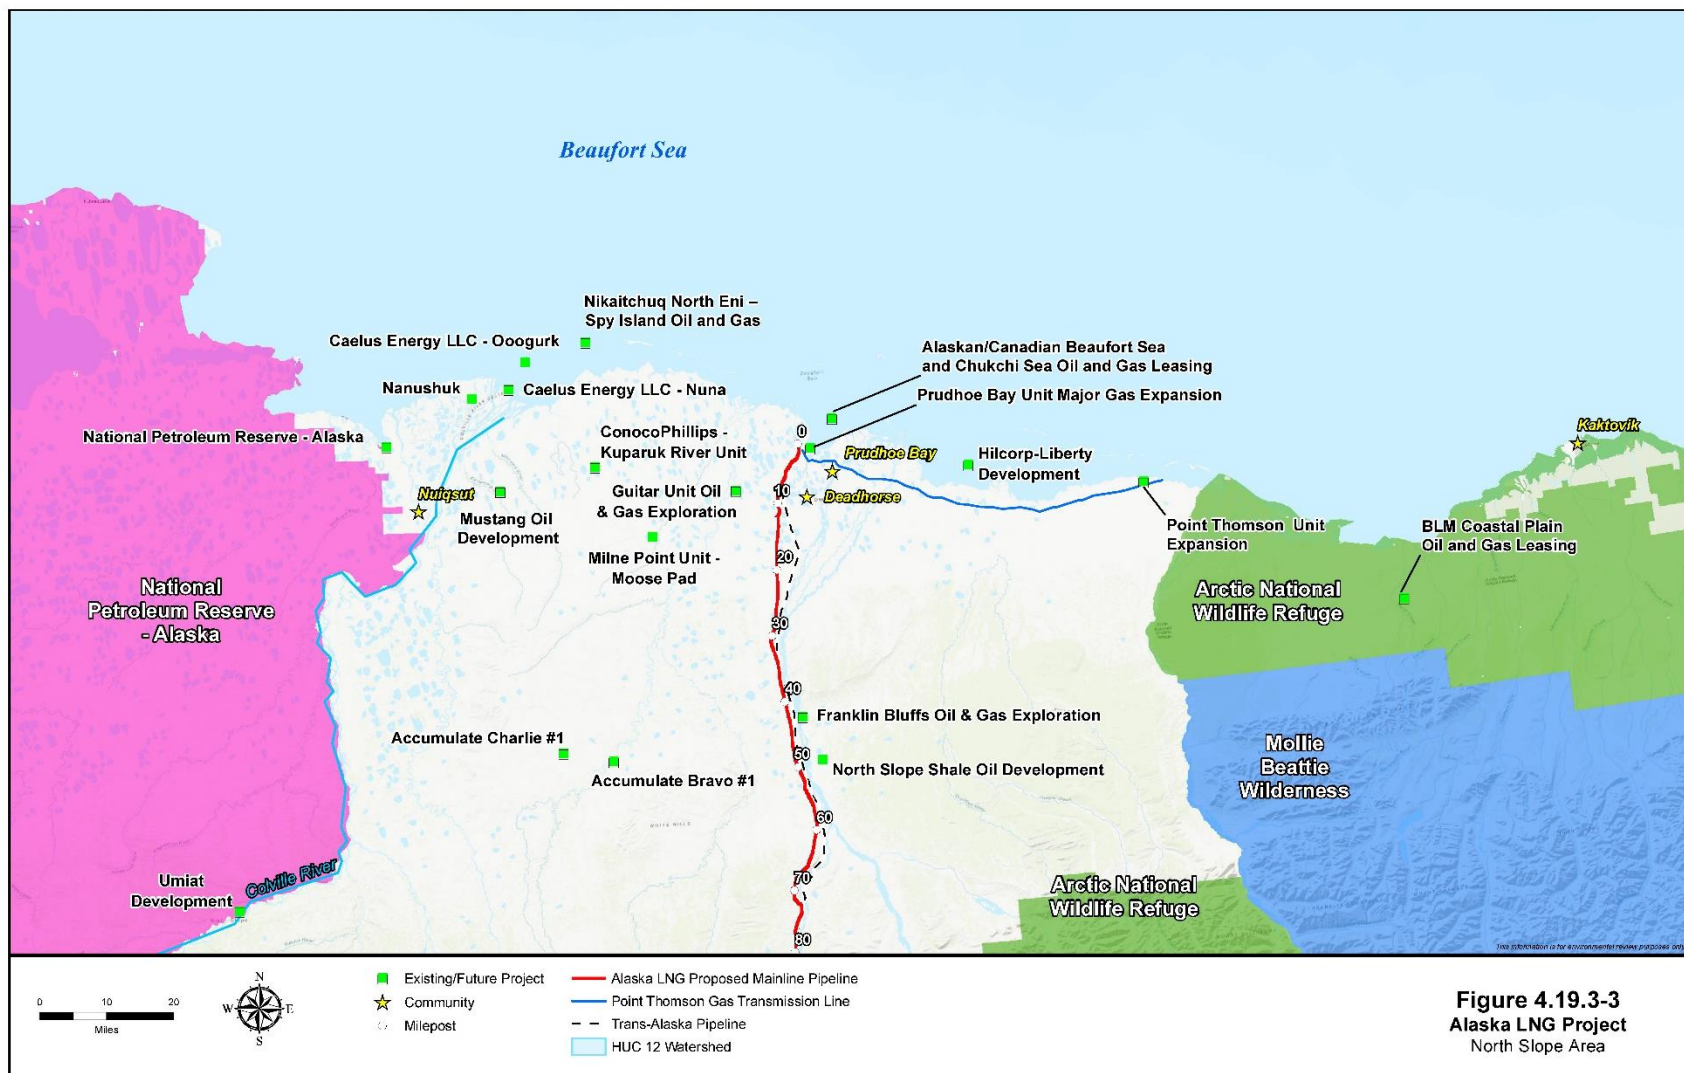 Beaufort Sea
Nikaitchuq North Eni –
Spy Island Oil and Gas
Caelus Energy LLC - Ooogurk
Alaskan/Canadian Beaufort Sea
and Chukchi Sea Oil and Gas Leasing
Nanushuk
Caelus Energy LLC - Nuna
Prudhoe Bay Unit Major Gas Expansion
National Petroleum Reserve - Alaska
ConocoPhillips -
Kuparuk River Unit
0
Prudhoe Bay
Hilcorp-Liberty
Development
Kaktovik
Nuiqsut
Mustang Oil
Development
Guitar Unit Oil
& Gas Exploration
10
Deadhorse
Point Thomson Unit
Expansion
BLM Coastal Plain
Oil and Gas Leasing
Milne Point Unit -
Moose Pad
20
National
Petroleum Reserve
- Alaska
Arctic National
Wildlife Refuge
30
40
Franklin Bluffs Oil & Gas Exploration
Accumulate Charlie #1
Accumulate Bravo #1
50
North Slope Shale Oil Development
Mollie
Beattie
Wilderness
60
70
Umiat
Development
Colville River
Arctic National
Wildlife Refuge
80
This information is for environmental review purposes only
0 10 20
Miles
N
W E
S
Existing/Future Project
Community
Milepost
Alaska LNG Proposed Mainline Pipeline
Point Thomson Gas Transmission Line
Trans-Alaska Pipeline
HUC 12 Watershed
Figure 4.19.3-3
Alaska LNG Project
North Slope Area